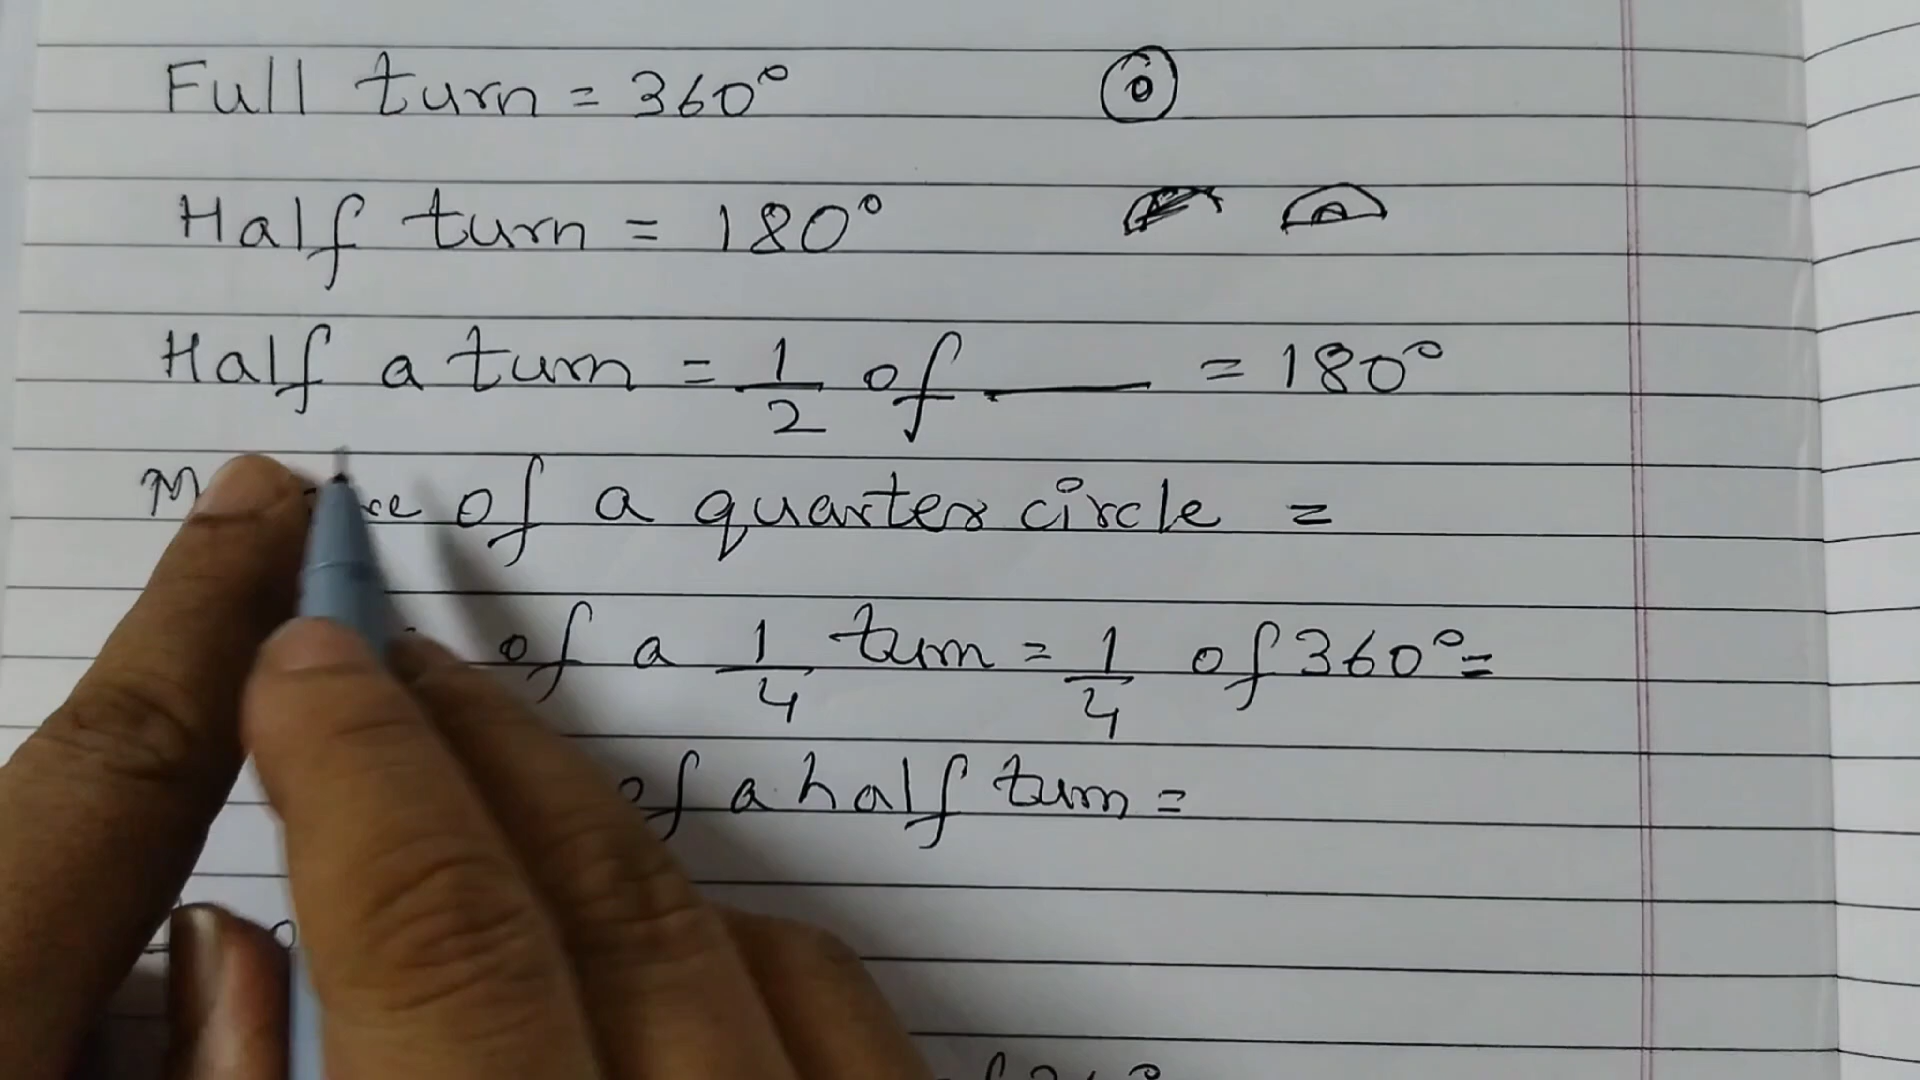 Full turn = 360°
Half turn = 180°
Half a turn = 1/2 of ___ = 180°
of a quarter circle =
of a 1/4 turn = 1/4 of 360° =
of a half turn =